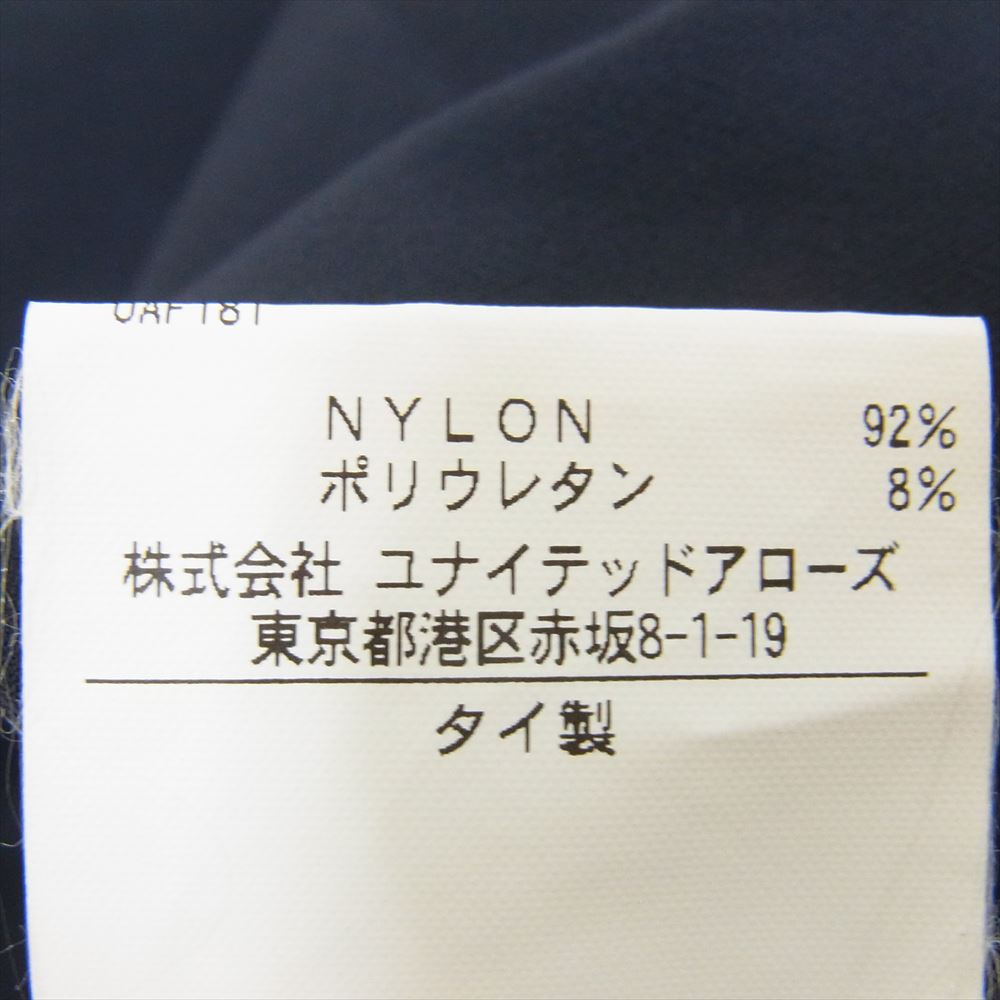 NYLON 92%
ポリウレタン 8%
株式会社 ユナイテッドアローズ
東京都港区赤坂8-1-19
タイ製